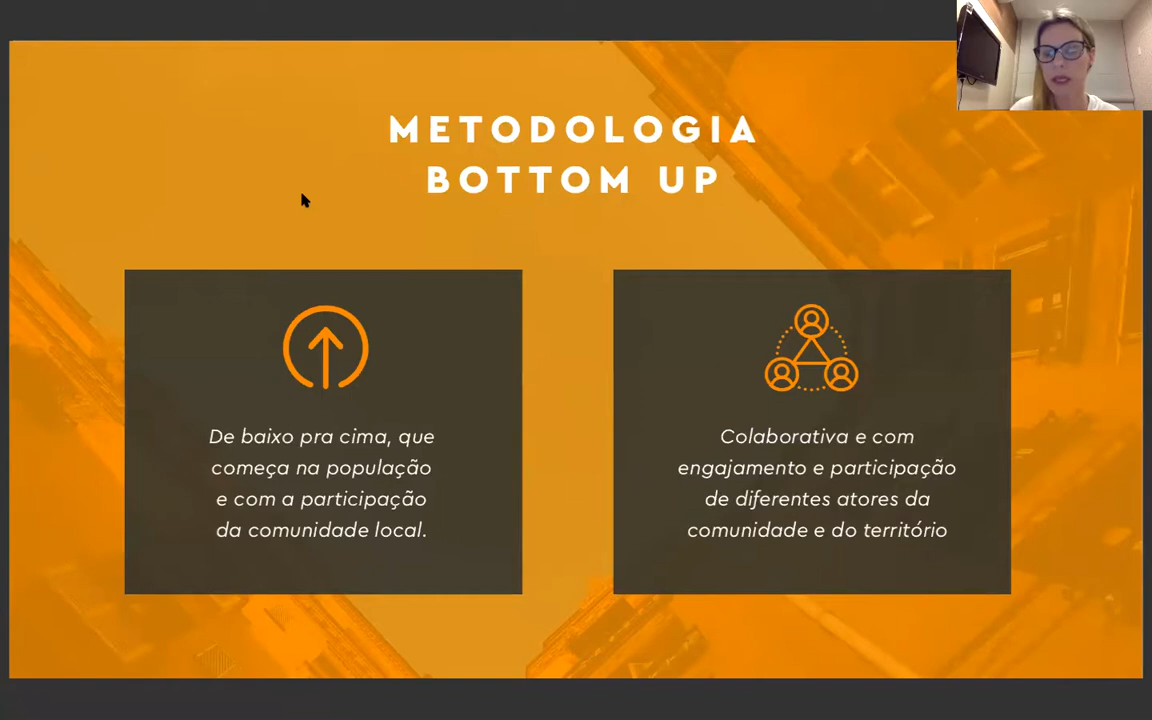 METODOLOGIA
BOTTOM UP
De baixo pra cima, que
começa na população
e com a participação
da comunidade local.
Colaborativa e com
engajamento e participação
de diferentes atores da
comunidade e do território